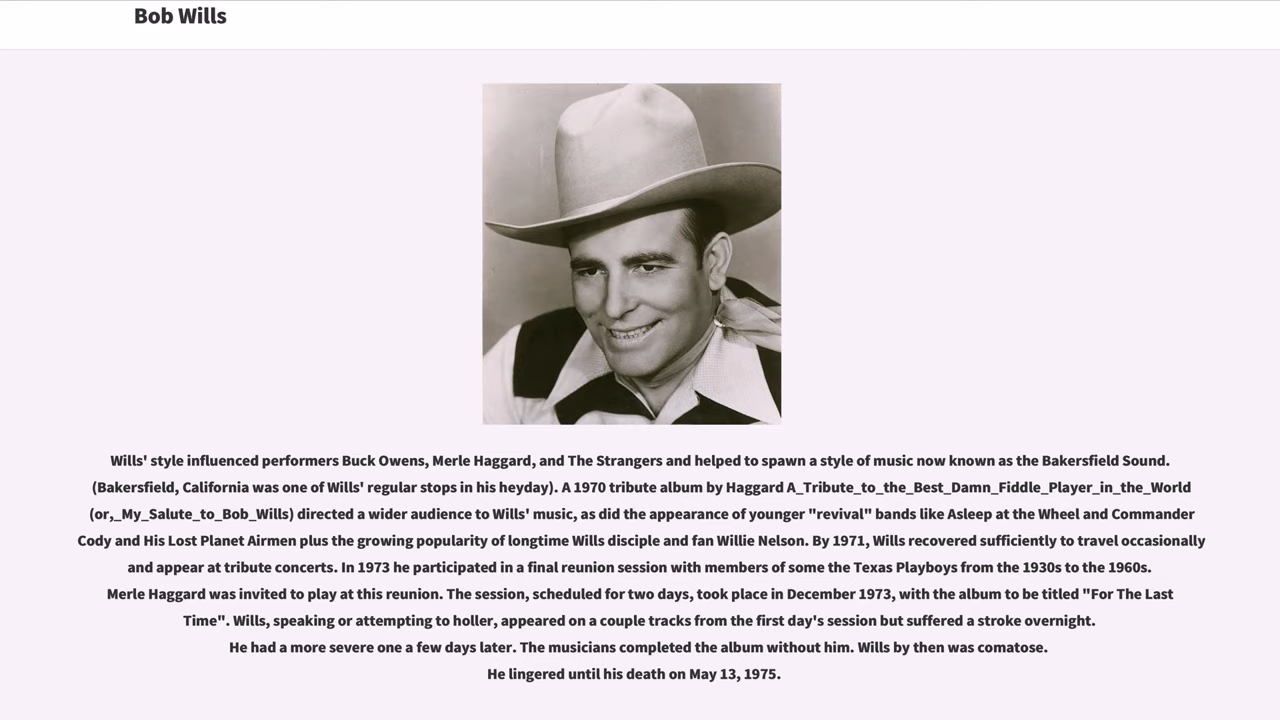 Bob Wills
Wills' style influenced performers Buck Owens, Merle Haggard, and The Strangers and helped to spawn a style of music now known as the Bakersfield Sound.
(Bakersfield, California was one of Wills' regular stops in his heyday). A 1970 tribute album by Haggard A_Tribute_to_the_Best_Damn_Fiddle_Player_in_the_World
(or,_My_Salute_to_Bob_Wills) directed a wider audience to Wills' music, as did the appearance of younger "revival" bands like Asleep at the Wheel and Commander
Cody and His Lost Planet Airmen plus the growing popularity of longtime Wills disciple and fan Willie Nelson. By 1971, Wills recovered sufficiently to travel occasionally
and appear at tribute concerts. In 1973 he participated in a final reunion session with members of some the Texas Playboys from the 1930s to the 1960s.
Merle Haggard was invited to play at this reunion. The session, scheduled for two days, took place in December 1973, with the album to be titled "For The Last
Time". Wills, speaking or attempting to holler, appeared on a couple tracks from the first day's session but suffered a stroke overnight.
He had a more severe one a few days later. The musicians completed the album without him. Wills by then was comatose.
He lingered until his death on May 13, 1975.